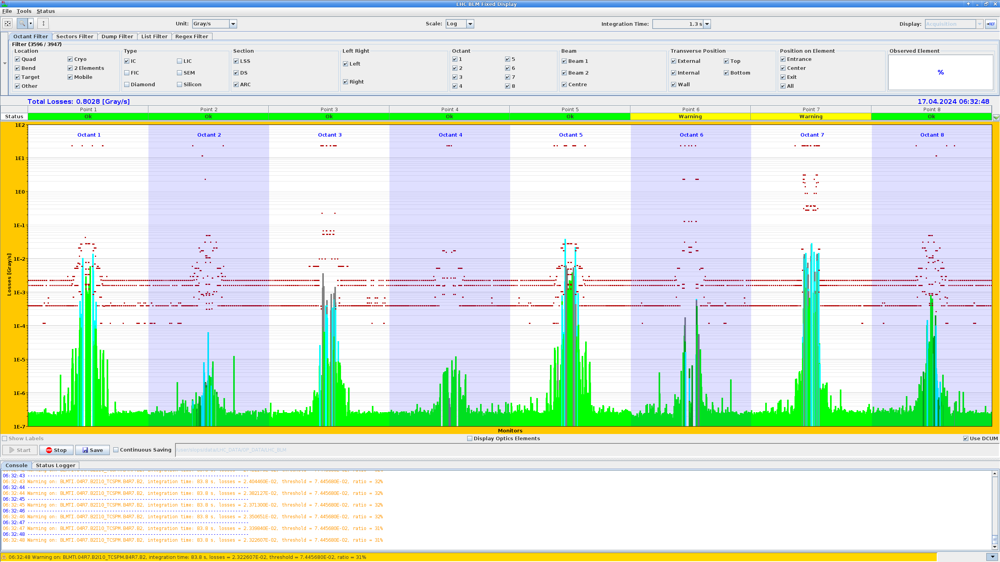 LHC BLM Fixed Display
File Tools Status
Unit: Gray/s Scale: Log Integration Time: 1.3 s Display: Acquisition REF
Octant Filter Sectors Filter Dump Filter List Filter Regex Filter
Filter (3596 / 3947)
Location Type Section Left Right Octant Beam Transverse Position Position on Element Observed Element
Quad Cryo IC LIC LSS Left 1 5 Beam 1 External Top Entrance
Bend 2 Elements FIC SEM DS 2 6 Beam 2 Internal Bottom Center %
Target Mobile Diamond Silicon ARC Right 3 7 Centre Wall Exit
Other 4 8 All
Total Losses: 0.8028 [Gray/s] 17.04.2024 06:32:48
Point 1 Point 2 Point 3 Point 4 Point 5 Point 6 Point 7 Point 8
Status Ok Ok Ok Ok Ok Warning Warning Ok
1E2
Octant 1 Octant 2 Octant 3 Octant 4 Octant 5 Octant 6 Octant 7 Octant 8
1E1
1E0
1E-1
1E-2
Losses [Gray/s]
1E-3
1E-4
1E-5
1E-6
1E-7
Monitors
Show Labels Display Optics Elements Use DCUM
Start STOP Stop Save Continuous Saving /user/slops/data/LHC_DATA/OP_DATA/LHC_BLM
Console Status Logger
06:32:43 ----------------------------------------------------------------
06:32:43 Warning on: BLMTI.04R7.B2I10_TCSPM.B4R7.B2, integration time: 83.8 s, losses = 2.404460E-02, threshold = 7.445680E-02, ratio = 32%
06:32:44 ----------------------------------------------------------------
06:32:44 Warning on: BLMTI.04R7.B2I10_TCSPM.B4R7.B2, integration time: 83.8 s, losses = 2.382127E-02, threshold = 7.445680E-02, ratio = 32%
06:32:45 ----------------------------------------------------------------
06:32:45 Warning on: BLMTI.04R7.B2I10_TCSPM.B4R7.B2, integration time: 83.8 s, losses = 2.371300E-02, threshold = 7.445680E-02, ratio = 32%
06:32:46 ----------------------------------------------------------------
06:32:46 Warning on: BLMTI.04R7.B2I10_TCSPM.B4R7.B2, integration time: 83.8 s, losses = 2.350651E-02, threshold = 7.445680E-02, ratio = 32%
06:32:47 ----------------------------------------------------------------
06:32:47 Warning on: BLMTI.04R7.B2I10_TCSPM.B4R7.B2, integration time: 83.8 s, losses = 2.339840E-02, threshold = 7.445680E-02, ratio = 31%
06:32:48 ----------------------------------------------------------------
06:32:48 Warning on: BLMTI.04R7.B2I10_TCSPM.B4R7.B2, integration time: 83.8 s, losses = 2.322607E-02, threshold = 7.445680E-02, ratio = 31%
06:32:48 Warning on: BLMTI.04R7.B2I10_TCSPM.B4R7.B2, integration time: 83.8 s, losses = 2.322607E-02, threshold = 7.445680E-02, ratio = 31%